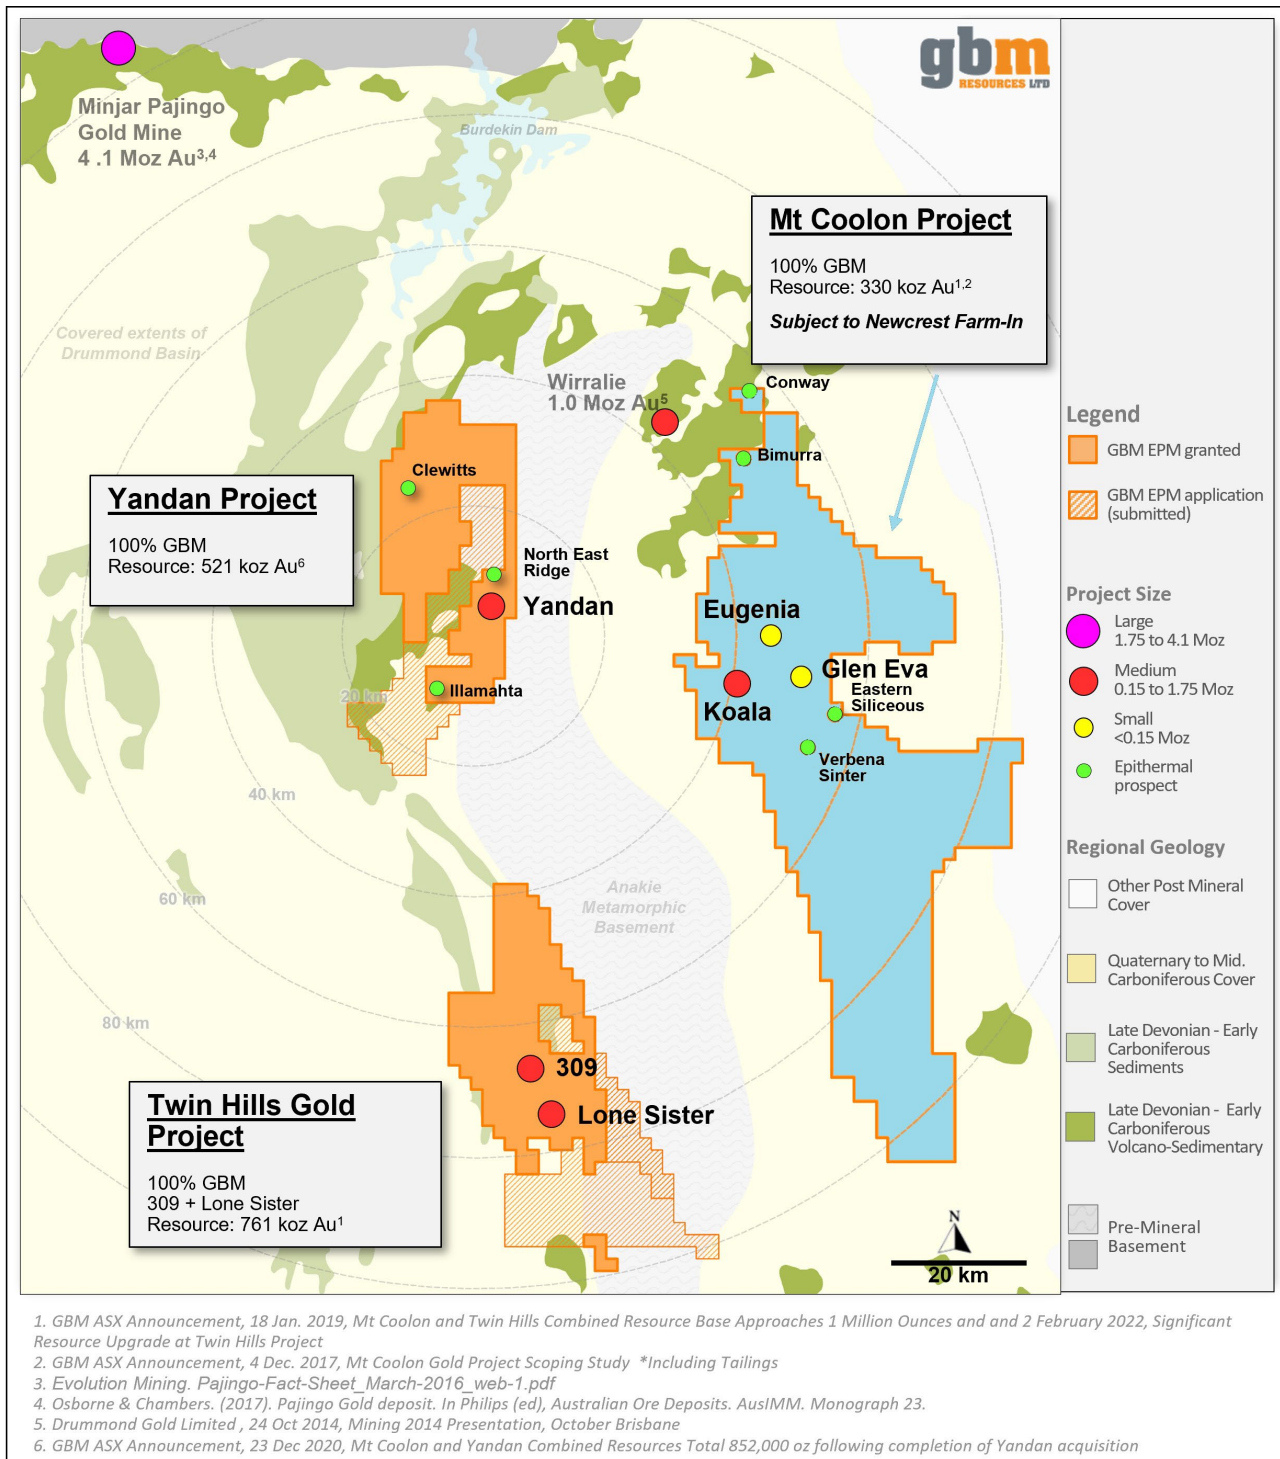 gbm
RESOURCES LTD
Minjar Pajingo
Gold Mine
4 .1 Moz Au3,4
Burdekin Dam
Mt Coolon Project
100% GBM
Resource: 330 koz Au1,2
Subject to Newcrest Farm-In
Covered extents of
Drummond Basin
Wirralie
1.0 Moz Au5
Conway
Bimurra
Clewitts
Yandan Project
100% GBM
Resource: 521 koz Au6
North East
Ridge
Yandan
Illamahta
Eugenia
Glen Eva
Eastern
Siliceous
Koala
Verbena
Sinter
20 km
40 km
60 km
80 km
Anakie
Metamorphic
Basement
309
Lone Sister
Twin Hills Gold
Project
100% GBM
309 + Lone Sister
Resource: 761 koz Au1
N
20 km
Legend
GBM EPM granted
GBM EPM application
(submitted)
Project Size
Large
1.75 to 4.1 Moz
Medium
0.15 to 1.75 Moz
Small
<0.15 Moz
Epithermal
prospect
Regional Geology
Other Post Mineral
Cover
Quaternary to Mid.
Carboniferous Cover
Late Devonian - Early
Carboniferous
Sediments
Late Devonian - Early
Carboniferous
Volcano-Sedimentary
Pre-Mineral
Basement
1. GBM ASX Announcement, 18 Jan. 2019, Mt Coolon and Twin Hills Combined Resource Base Approaches 1 Million Ounces and and 2 February 2022, Significant
Resource Upgrade at Twin Hills Project
2. GBM ASX Announcement, 4 Dec. 2017, Mt Coolon Gold Project Scoping Study *Including Tailings
3. Evolution Mining. Pajingo-Fact-Sheet_March-2016_web-1.pdf
4. Osborne & Chambers. (2017). Pajingo Gold deposit. In Philips (ed), Australian Ore Deposits. AusIMM. Monograph 23.
5. Drummond Gold Limited , 24 Oct 2014, Mining 2014 Presentation, October Brisbane
6. GBM ASX Announcement, 23 Dec 2020, Mt Coolon and Yandan Combined Resources Total 852,000 oz following completion of Yandan acquisition